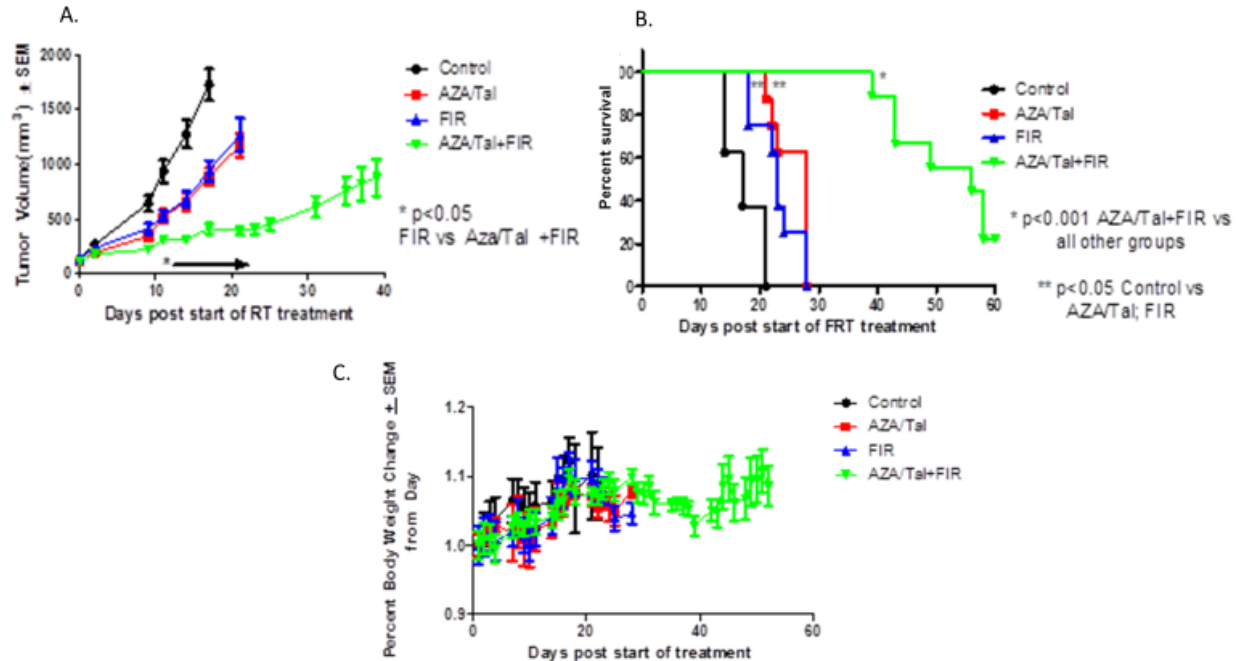 A.
Tumor Volume(mm³) ± SEM
2000
1500
1000
500
0
0 10 20 30 40
Days post start of RT treatment
*
Control
AZA/Tal
FIR
AZA/Tal+FIR
* p<0.05
FIR vs Aza/Tal +FIR
B.
Percent survival
00
80
60
40
20
0
0 10 20 30 40 50 60
Days post start of FRT treatment
** **
*
Control
AZA/Tal
FIR
AZA/Tal+FIR
* p<0.001 AZA/Tal+FIR vs
all other groups
** p<0.05 Control vs
AZA/Tal; FIR
C.
Percent Body Weight Change ± SEM
from Day
1.2
1.1
1.0
0.9
0 20 40 60
Days post start of treatment
Control
AZA/Tal
FIR
AZA/Tal+FIR